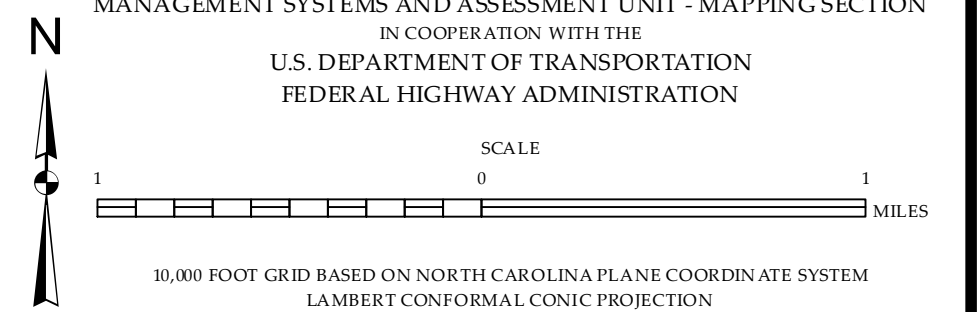 MANAGEMENT SYSTEMS AND ASSESSMENT UNIT - MAPPING SECTION
N
IN COOPERATION WITH THE
U.S. DEPARTMENT OF TRANSPORTATION
FEDERAL HIGHWAY ADMINISTRATION
SCALE
1 0 1
MILES
10,000 FOOT GRID BASED ON NORTH CAROLINA PLANE COORDINATE SYSTEM
LAMBERT CONFORMAL CONIC PROJECTION